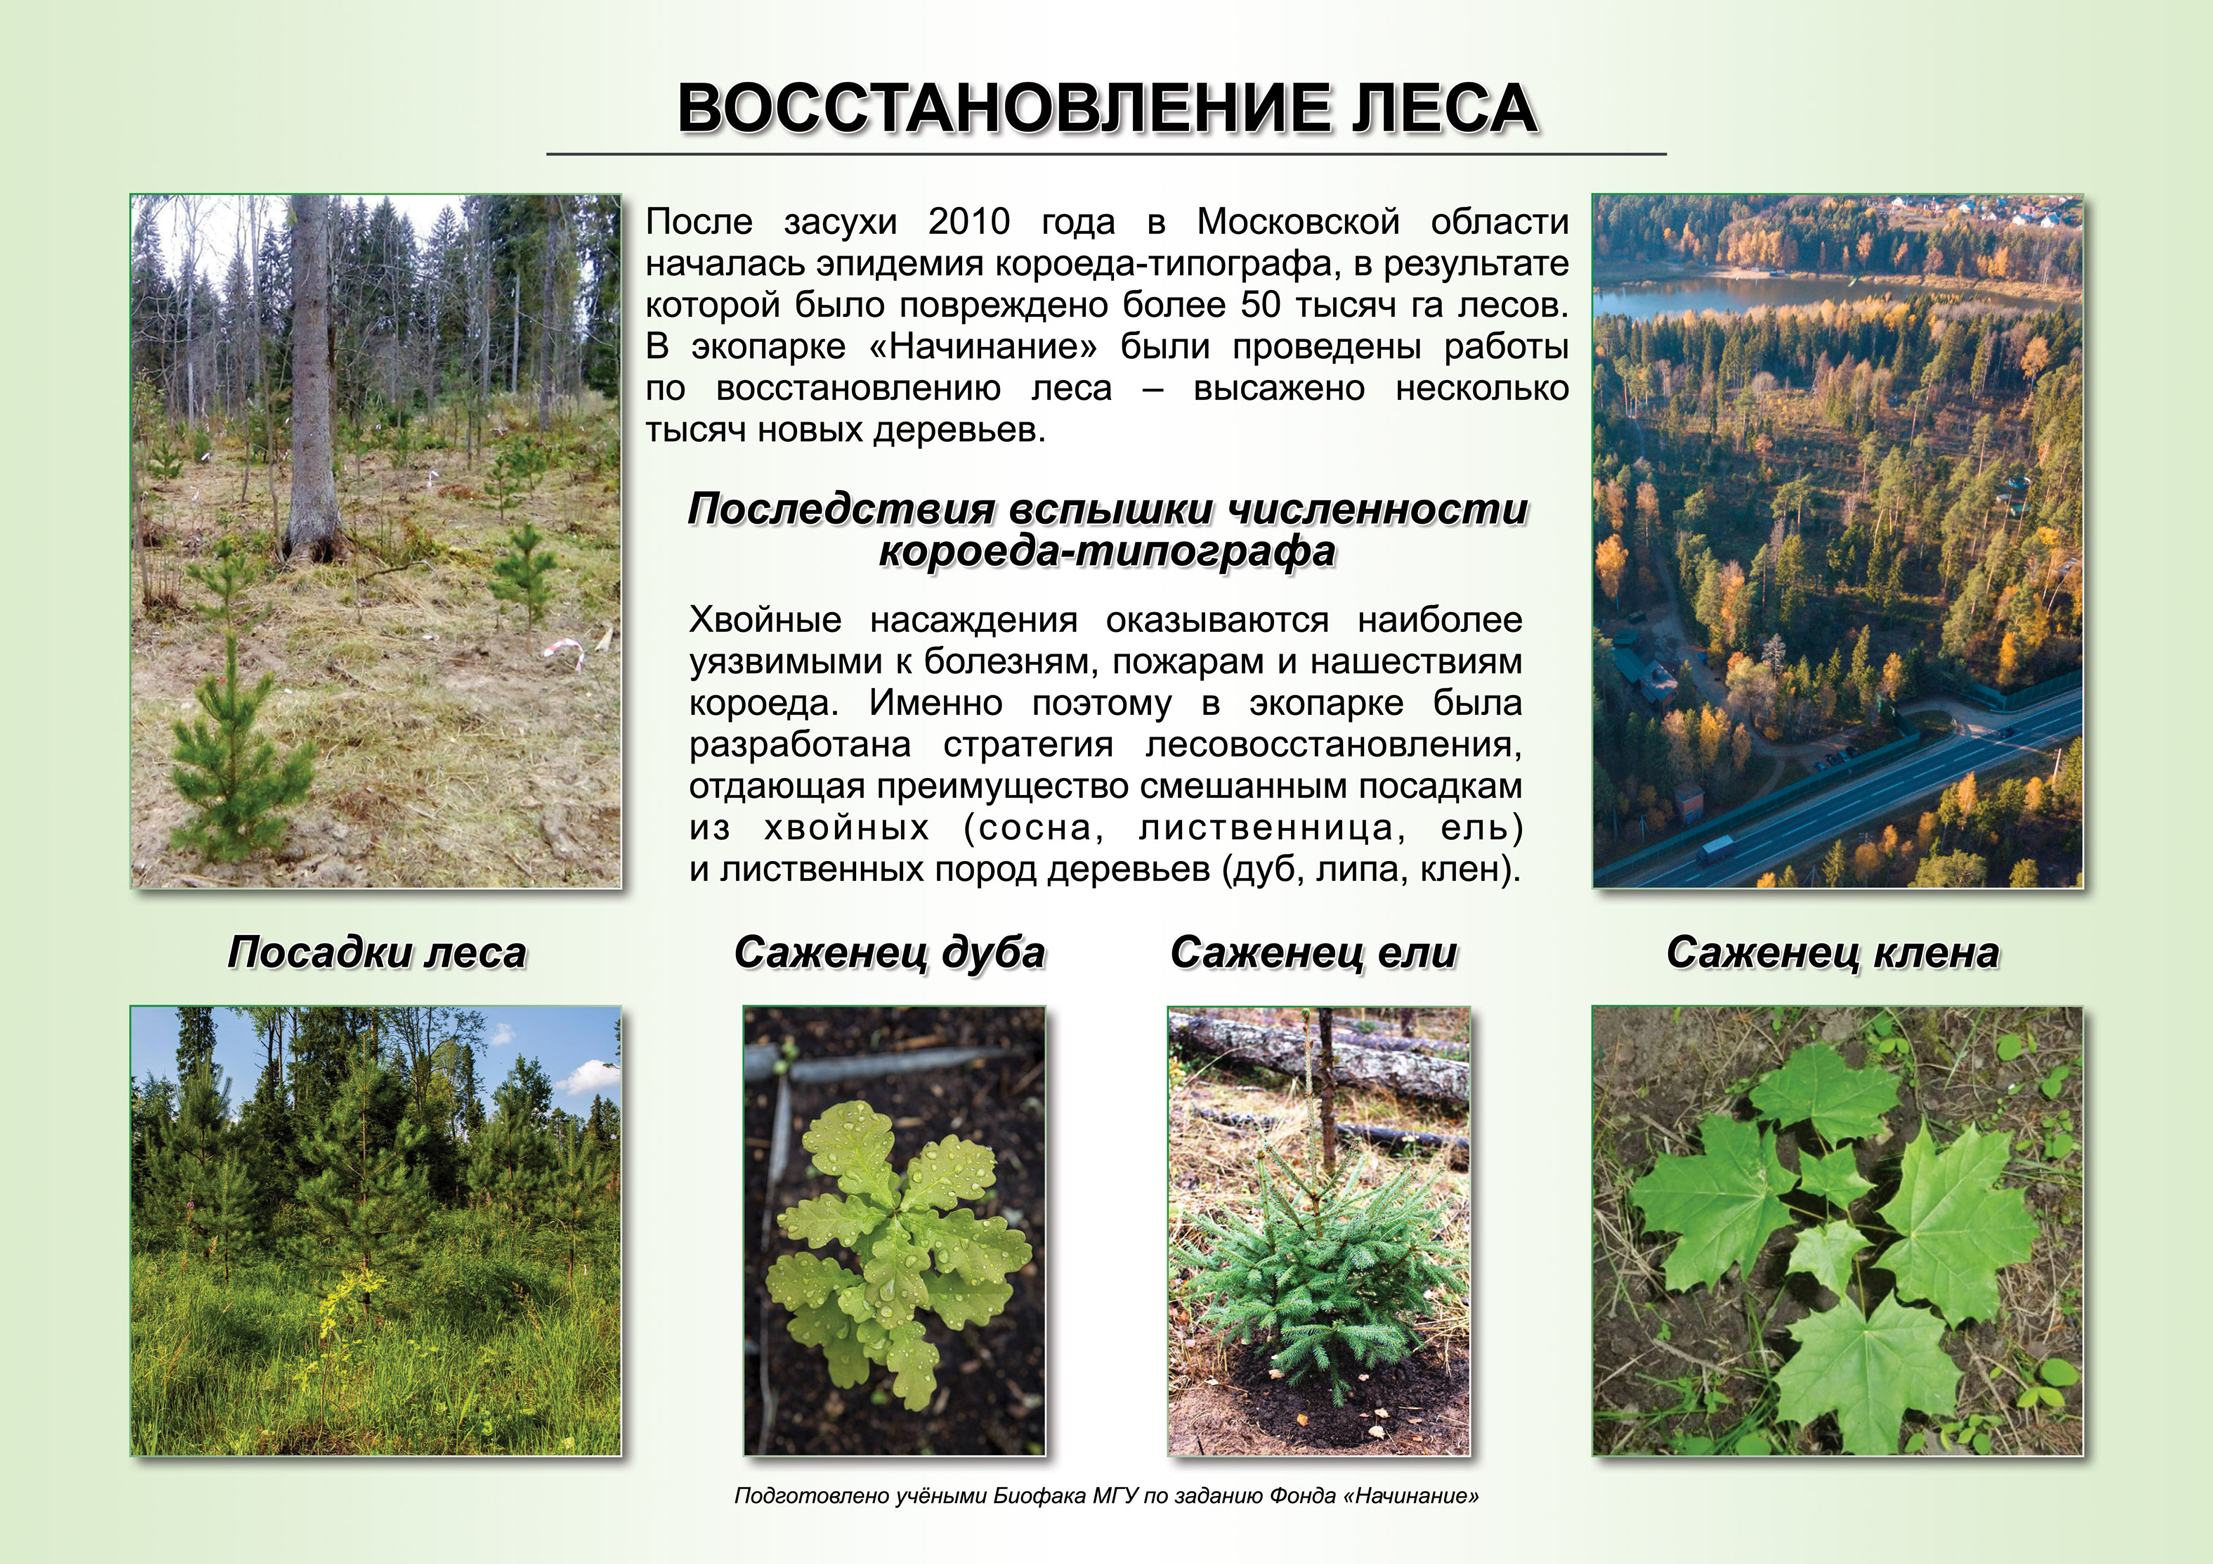 ВОССТАНОВЛЕНИЕ ЛЕСА
После засухи 2010 года в Московской области
началась эпидемия короеда-типографа, в результате
которой было повреждено более 50 тысяч га лесов.
В экопарке «Начинание» были проведены работы
по восстановлению леса – высажено несколько
тысяч новых деревьев.
Последствия вспышки численности
короеда-типографа
Хвойные насаждения оказываются наиболее
уязвимыми к болезням, пожарам и нашествиям
короеда. Именно поэтому в экопарке была
разработана стратегия лесовосстановления,
отдающая преимущество смешанным посадкам
из хвойных (сосна, лиственница, ель)
и лиственных пород деревьев (дуб, липа, клен).
Посадки леса
Саженец дуба
Саженец ели
Саженец клена
Подготовлено учёными Биофака МГУ по заданию Фонда «Начинание»